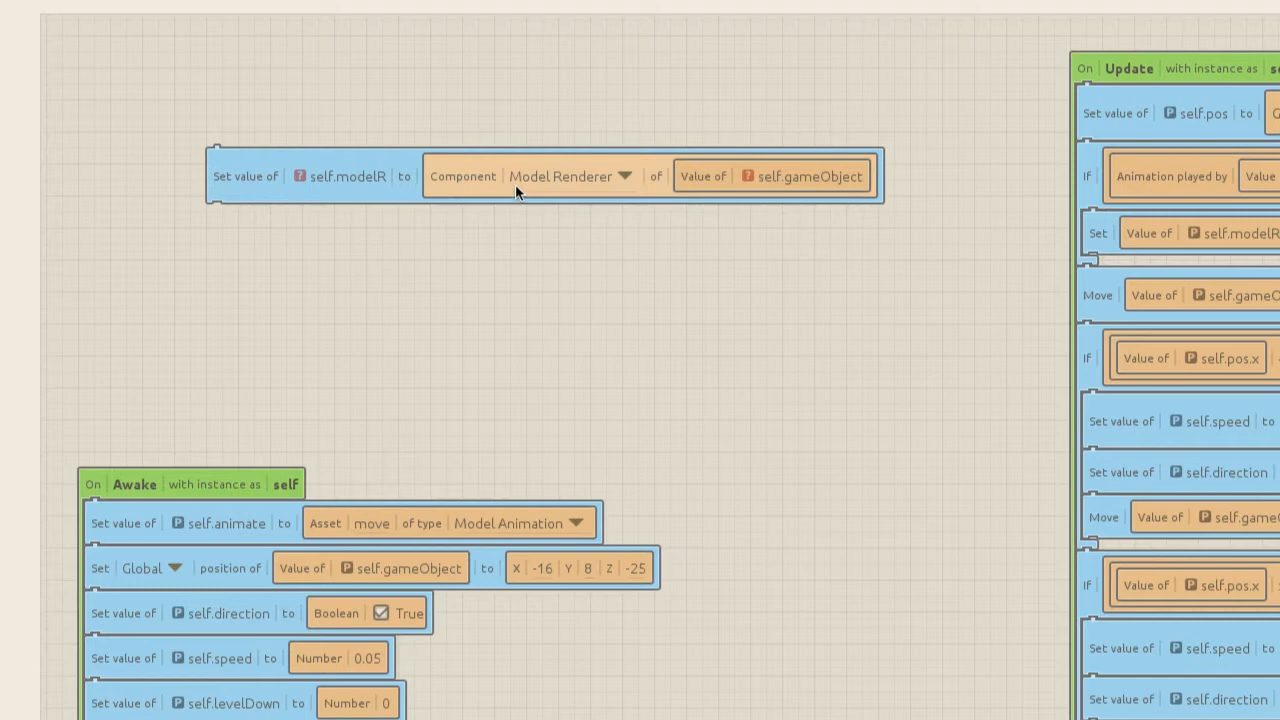 On Update with instance as
Set value of P self.pos to
Set value of ? self.modelR to Component Model Renderer of Value of ? self.gameObject
If Animation played by Value
Set Value of P self.modelR
Move Value of P
If Value of P self.pos.x
Set value of P self.speed to
Set value of P self.direction
Move Value of P
If Value of P self.pos.x
Set value of P self.speed to
Set value of P self.direction
On Awake with instance as self
Set value of P self.animate to Asset move of type Model Animation
Set Global position of Value of P self.gameObject to X -16 Y 8 Z -25
Set value of P self.direction to Boolean True
Set value of P self.speed to Number 0.05
Set value of P self.levelDown to Number 0